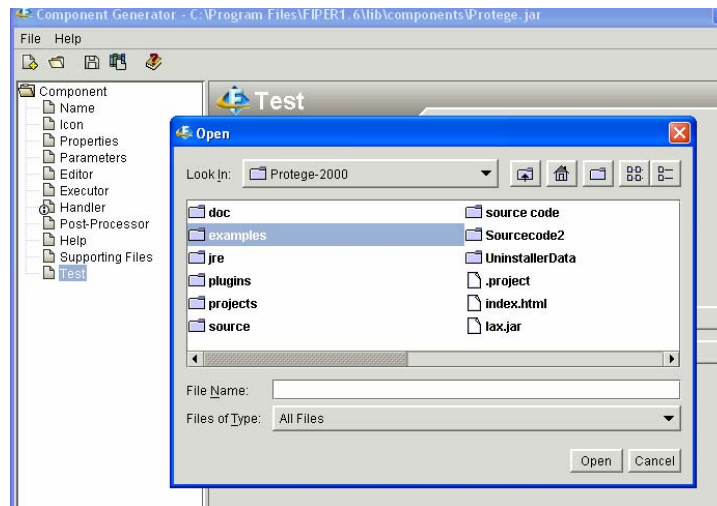 Component Generator - C:\Program Files\FIPER1.6\lib\components\Protege.jar
File Help
Component
Name
Icon
Properties
Parameters
Editor
Executor
Handler
Post-Processor
Help
Supporting Files
Test
Test
Open
Look In: Protege-2000
doc
examples
jre
plugins
projects
source
source code
Sourcecode2
UninstallerData
.project
index.html
lax.jar
File Name:
Files of Type: All Files
Open Cancel